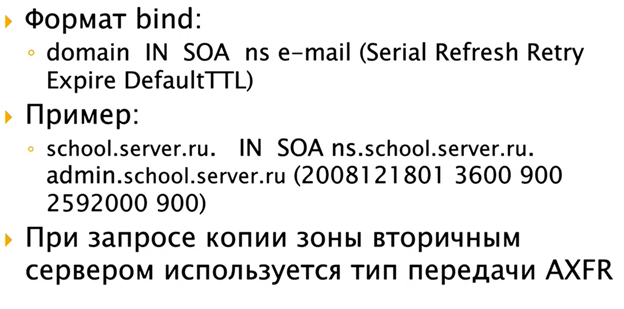 Формат bind:
domain IN SOA ns e-mail (Serial Refresh Retry
Expire DefaultTTL)
Пример:
school.server.ru. IN SOA ns.school.server.ru.
admin.school.server.ru (2008121801 3600 900
2592000 900)
При запросе копии зоны вторичным
сервером используется тип передачи AXFR